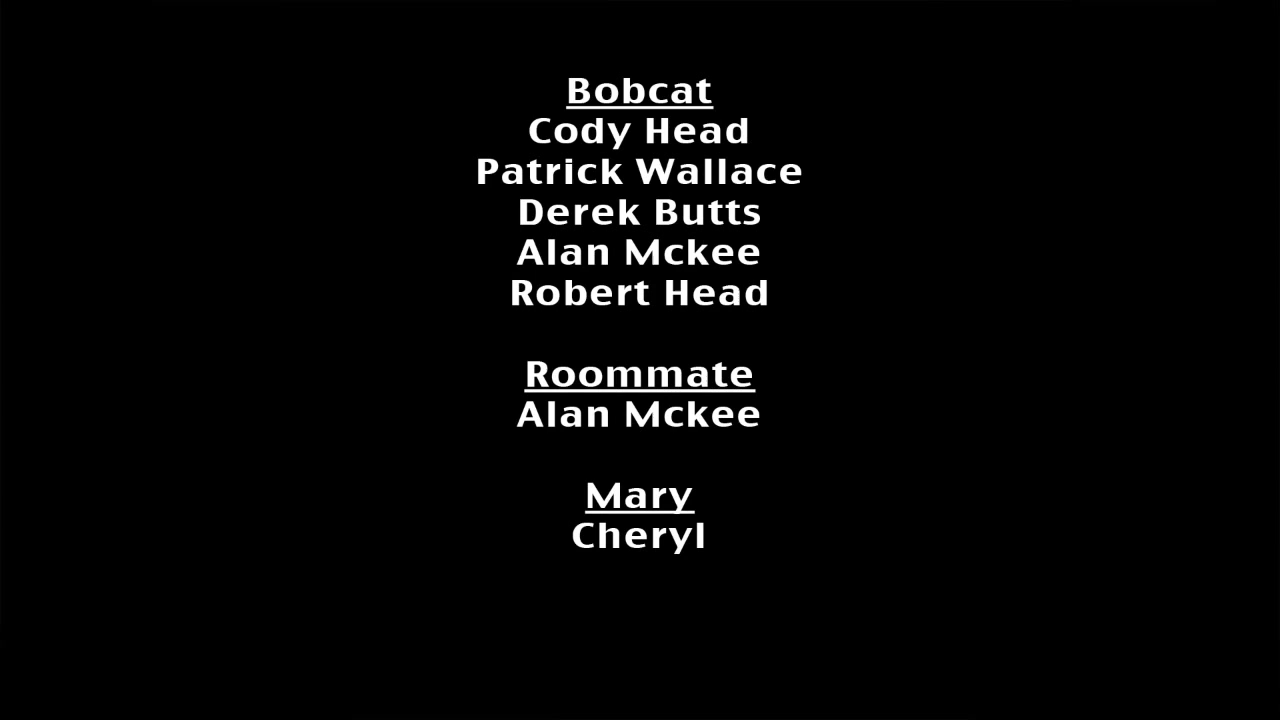 Bobcat
Cody Head
Patrick Wallace
Derek Butts
Alan Mckee
Robert Head
Roommate
Alan Mckee
Mary
Cheryl